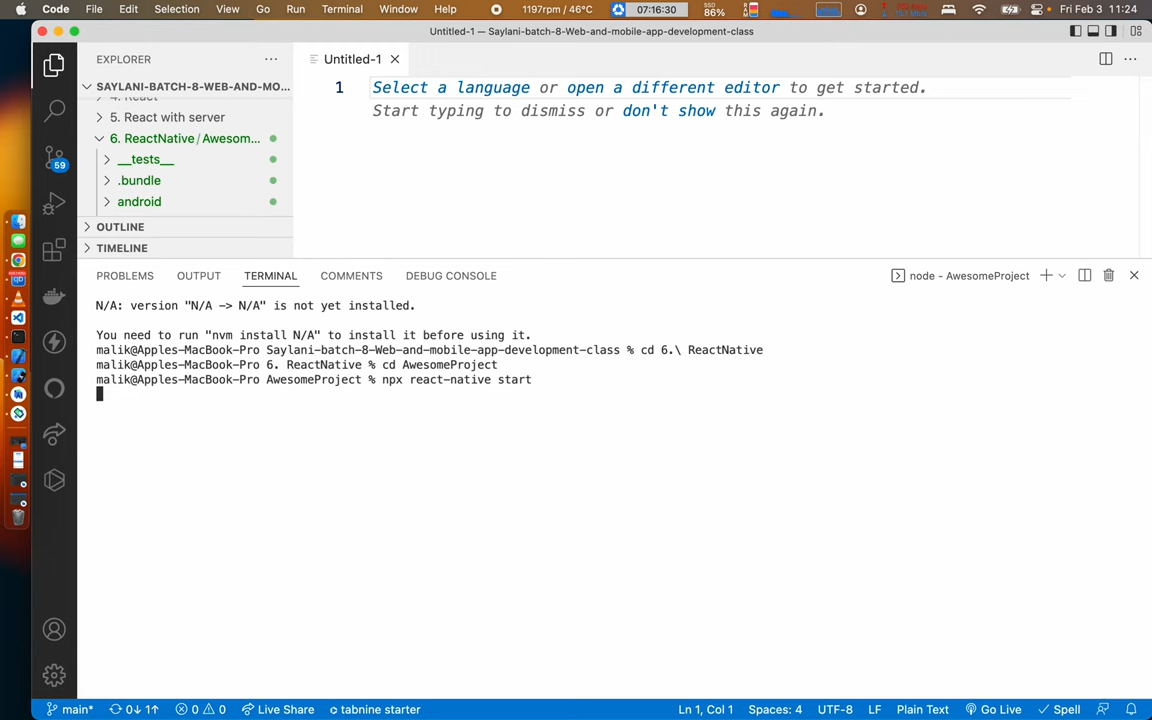 Code File Edit Selection View Go Run Terminal Window Help 1197rpm / 46°C 07:16:30 SSD 86% Fri Feb 3 11:24
Untitled-1 — Saylani-batch-8-Web-and-mobile-app-development-class
EXPLORER
SAYLANI-BATCH-8-WEB-AND-MO...
4. React
5. React with server
6. ReactNative / Awesom...
__tests__
.bundle
android
OUTLINE
TIMELINE
59
Untitled-1
1 Select a language or open a different editor to get started.
Start typing to dismiss or don't show this again.
PROBLEMS OUTPUT TERMINAL COMMENTS DEBUG CONSOLE node - AwesomeProject
N/A: version "N/A -> N/A" is not yet installed.
You need to run "nvm install N/A" to install it before using it.
malik@Apples-MacBook-Pro Saylani-batch-8-Web-and-mobile-app-development-class % cd 6.\ ReactNative
malik@Apples-MacBook-Pro 6. ReactNative % cd AwesomeProject
malik@Apples-MacBook-Pro AwesomeProject % npx react-native start
main* 0↓ 1↑ 0 0 Live Share tabnine starter Ln 1, Col 1 Spaces: 4 UTF-8 LF Plain Text Go Live Spell